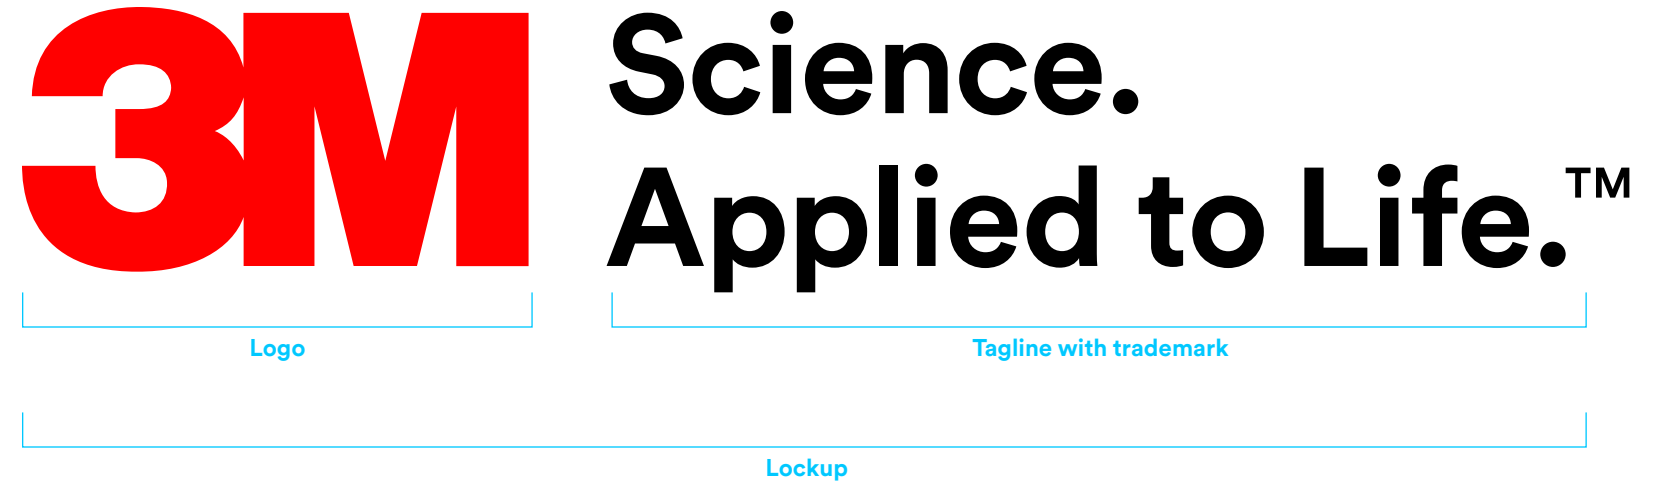 3M
Science.
Applied to Life.™
Logo
Tagline with trademark
Lockup